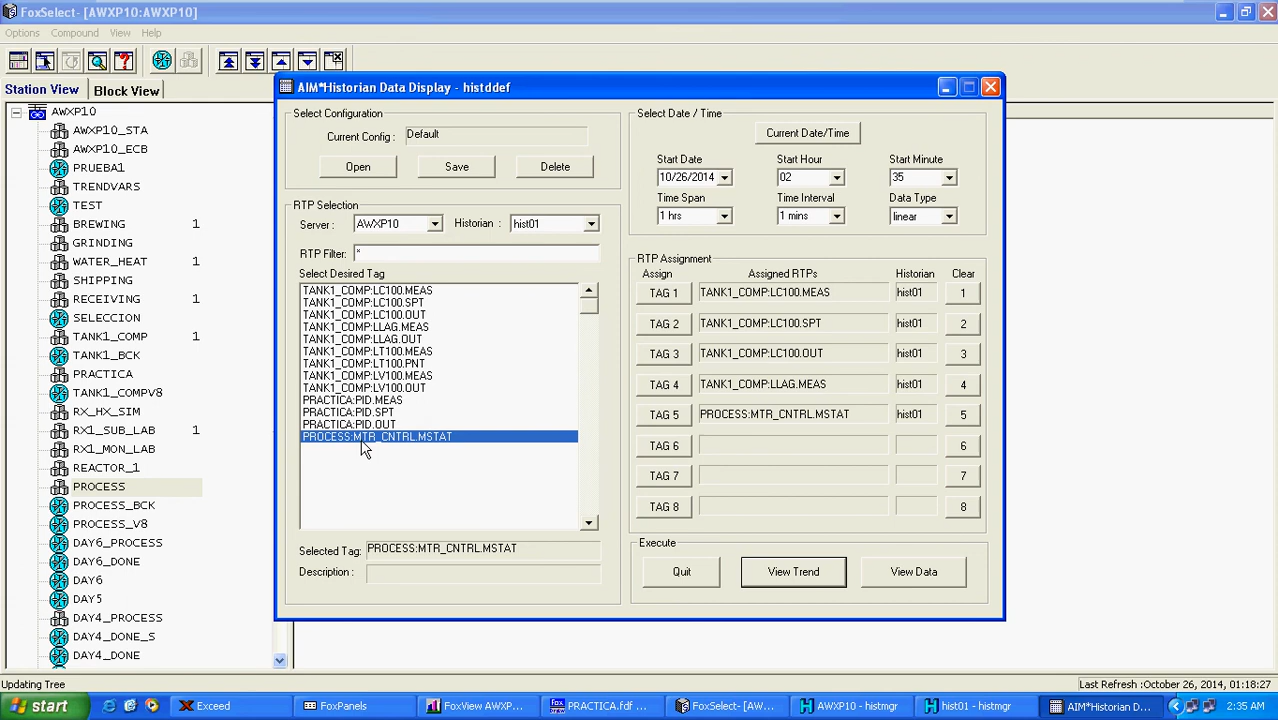 FoxSelect- [AWXP10:AWXP10]
Options Compound View Help
Station View Block View
AWXP10
AWXP10_STA
AWXP10_ECB
PRUEBA1
TRENDVARS
TEST
BREWING 1
GRINDING
WATER_HEAT 1
SHIPPING
RECEIVING 1
SELECCION
TANK1_COMP 1
TANK1_BCK
PRACTICA
TANK1_COMPV8
RX_HX_SIM
RX1_SUB_LAB 1
RX1_MON_LAB
REACTOR_1
PROCESS
PROCESS_BCK
PROCESS_V8
DAY6_COMPLETE
DAY6_DONE
DAY6
DAY5
DAY4_PROCESS
DAY4_DONE_S
DAY4_DONE
AIM*Historian Data Display - histddef
Select Configuration
Current Config : Default
Open Save Delete
RTP Selection
Server : AWXP10 Historian : hist01
RTP Filter: *
Select Desired Tag
TANK1_COMP:LC100.MEAS
TANK1_COMP:LC100.SPT
TANK1_COMP:LC100.OUT
TANK1_COMP:LLAG.MEAS
TANK1_COMP:LLAG.OUT
TANK1_COMP:LT100.MEAS
TANK1_COMP:LT100.PNT
TANK1_COMP:LV100.MEAS
TANK1_COMP:LV100.OUT
PRACTICA:PID.MEAS
PRACTICA:PID.SPT
PRACTICA:PID.OUT
PROCESS:MTR_CNTRL.MSTAT
Selected Tag: PROCESS:MTR_CNTRL.MSTAT
Description :
Select Date / Time
Current Date/Time
Start Date Start Hour Start Minute
10/26/2014 02 35
Time Span Time Interval Data Type
1 hrs 1 mins linear
RTP Assignment
Assign Assigned RTPs Historian Clear
TAG 1 TANK1_COMP:LC100.MEAS hist01 1
TAG 2 TANK1_COMP:LC100.SPT hist01 2
TAG 3 TANK1_COMP:LC100.OUT hist01 3
TAG 4 TANK1_COMP:LLAG.MEAS hist01 4
TAG 5 PROCESS:MTR_CNTRL.MSTAT hist01 5
TAG 6 6
TAG 7 7
TAG 8 8
Execute
Quit View Trend View Data
Updating Tree Last Refresh : October 26, 2014, 01:18:27
start Exceed FoxPanels FoxView AWXP... PRACTICA.fdf ... FoxSelect - [AW... AWXP10 - histmgr hist01 - histmgr AIM*Historian D... 2:35 AM